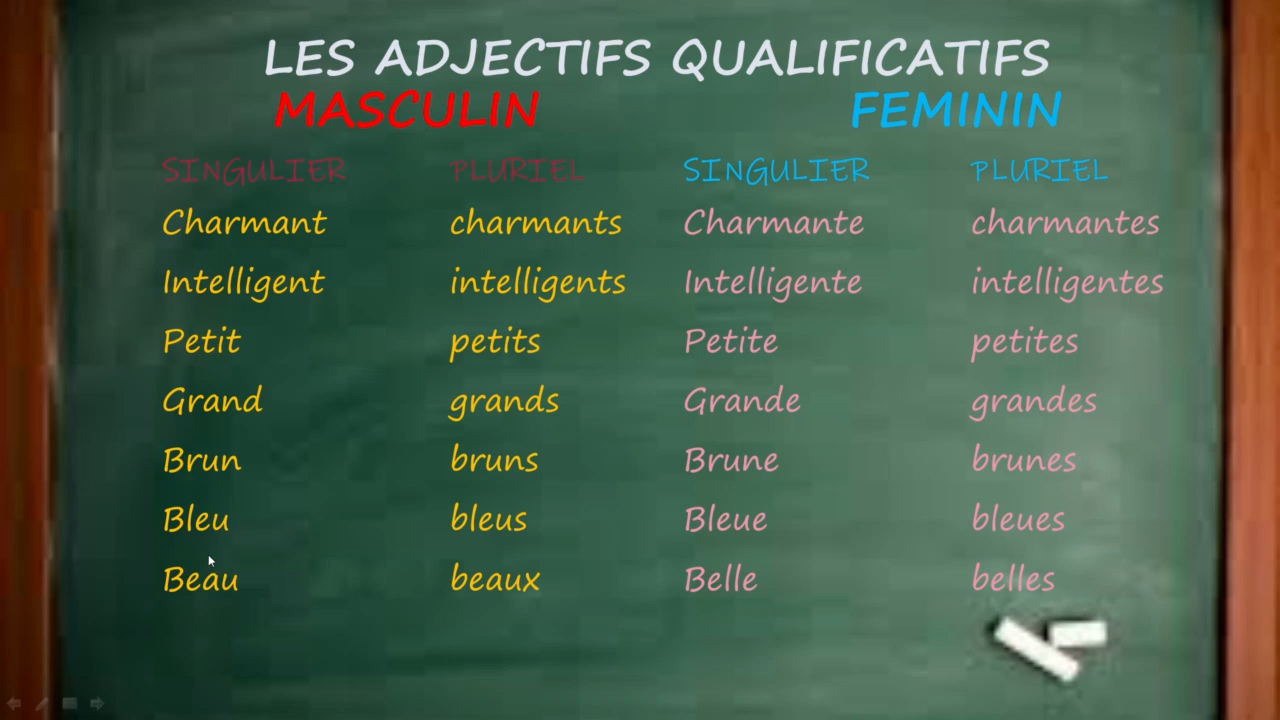 LES ADJECTIFS QUALIFICATIFS
MASCULIN FEMININ
SINGULIER PLURIEL SINGULIER PLURIEL
Charmant charmants Charmante charmantes
Intelligent intelligents Intelligente intelligentes
Petit petits Petite petites
Grand grands Grande grandes
Brun bruns Brune brunes
Bleu bleus Bleue bleues
Beau beaux Belle belles